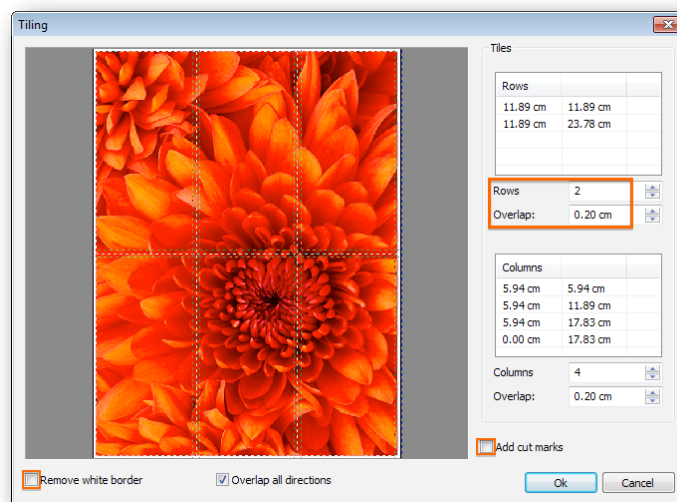 Tiling
Tiles
Rows
11.89 cm 11.89 cm
11.89 cm 23.78 cm
Rows 2
Overlap: 0.20 cm
Columns
5.94 cm 5.94 cm
5.94 cm 11.89 cm
5.94 cm 17.83 cm
0.00 cm 17.83 cm
Columns 4
Overlap: 0.20 cm
Add cut marks
Remove white border
Overlap all directions
Ok
Cancel